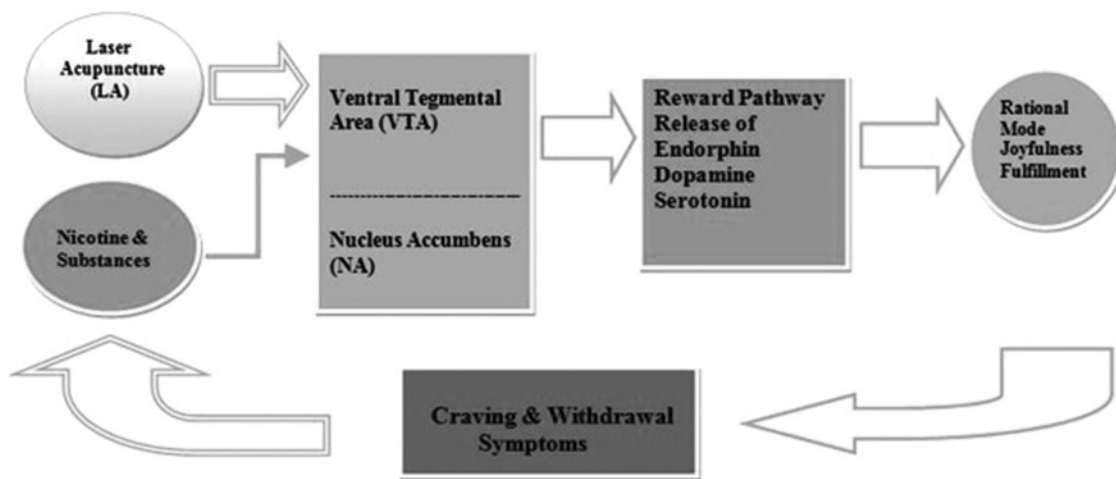 Laser
Acupuncture
(LA)
Nicotine &
Substances
Ventral Tegmental
Area (VTA)
Nucleus Accumbens
(NA)
Reward Pathway
Release of
Endorphin
Dopamine
Serotonin
Rational
Mode
Joyfulness
Fulfillment
Craving & Withdrawal
Symptoms